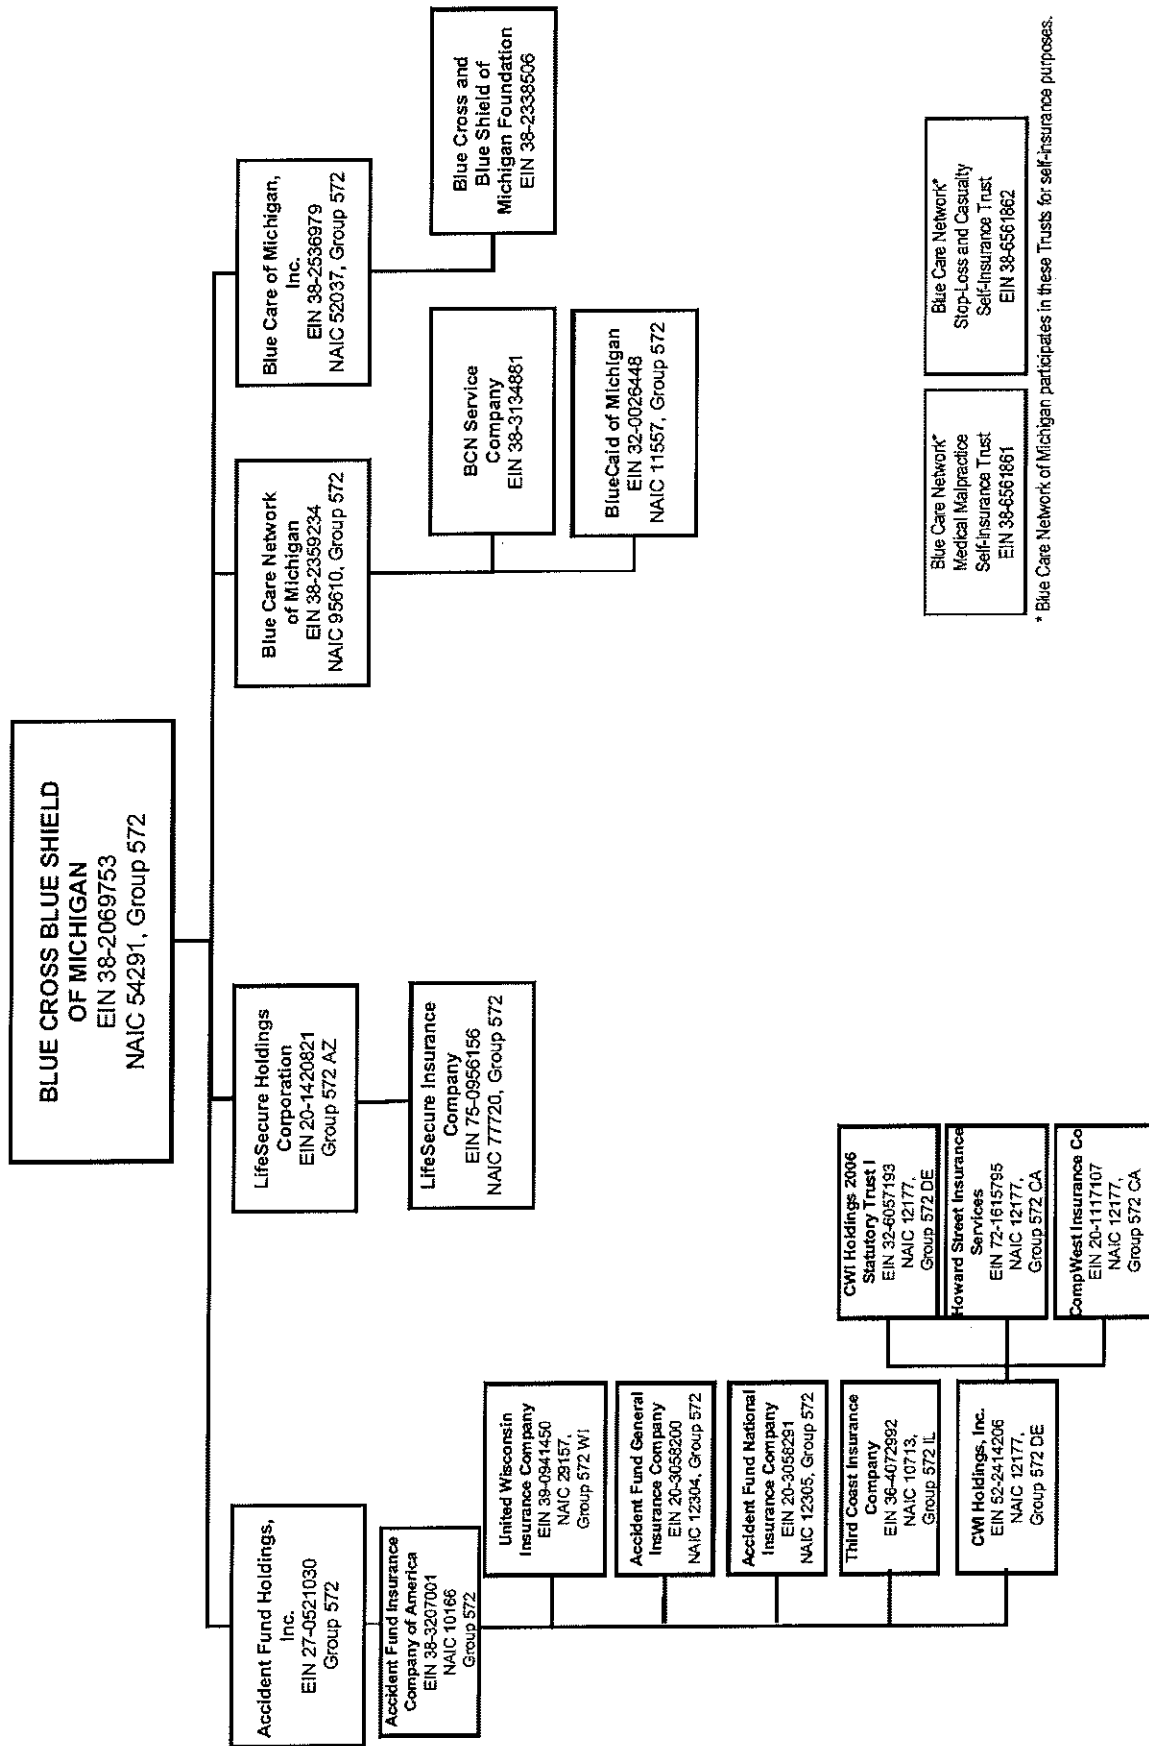 BLUE CROSS BLUE SHIELD
OF MICHIGAN
EIN 38-2069753
NAIC 54291, Group 572
Accident Fund Holdings,
Inc.
EIN 27-0521030
Group 572
LifeSecure Holdings
Corporation
EIN 20-1420821
Group 572 AZ
Blue Care Network
of Michigan
EIN 38-2359234
NAIC 95610, Group 572
Blue Care of Michigan,
Inc.
EIN 38-2536979
NAIC 52037, Group 572
Accident Fund Insurance
Company of America
EIN 38-3207001
NAIC 10166
Group 572
LifeSecure Insurance
Company
EIN 75-0956156
NAIC 77720, Group 572
BCN Service
Company
EIN 38-3134881
Blue Cross and
Blue Shield of
Michigan Foundation
EIN 38-2338506
United Wisconsin
Insurance Company
EIN 39-0941450
NAIC 29157,
Group 572 WI
BlueCaid of Michigan
EIN 32-0026448
NAIC 11557, Group 572
Accident Fund General
Insurance Company
EIN 20-3058200
NAIC 12304, Group 572
Accident Fund National
Insurance Company
EIN 20-3058291
NAIC 12305, Group 572
Third Coast Insurance
Company
EIN 36-4072992
NAIC 10713,
Group 572 IL
CWI Holdings, Inc.
EIN 52-2414206
NAIC 12177,
Group 572 DE
CWI Holdings 2006
Statutory Trust I
EIN 32-6057193
NAIC 12177,
Group 572 DE
Howard Street Insurance
Services
EIN 72-1615795
NAIC 12177,
Group 572 CA
CompWest Insurance Co
EIN 20-1117107
NAIC 12177,
Group 572 CA
Blue Care Network*
Medical Malpractice
Self-Insurance Trust
EIN 38-6561861
Blue Care Network*
Stop-Loss and Casualty
Self-Insurance Trust
EIN 38-6561862
* Blue Care Network of Michigan participates in these Trusts for self-insurance purposes.